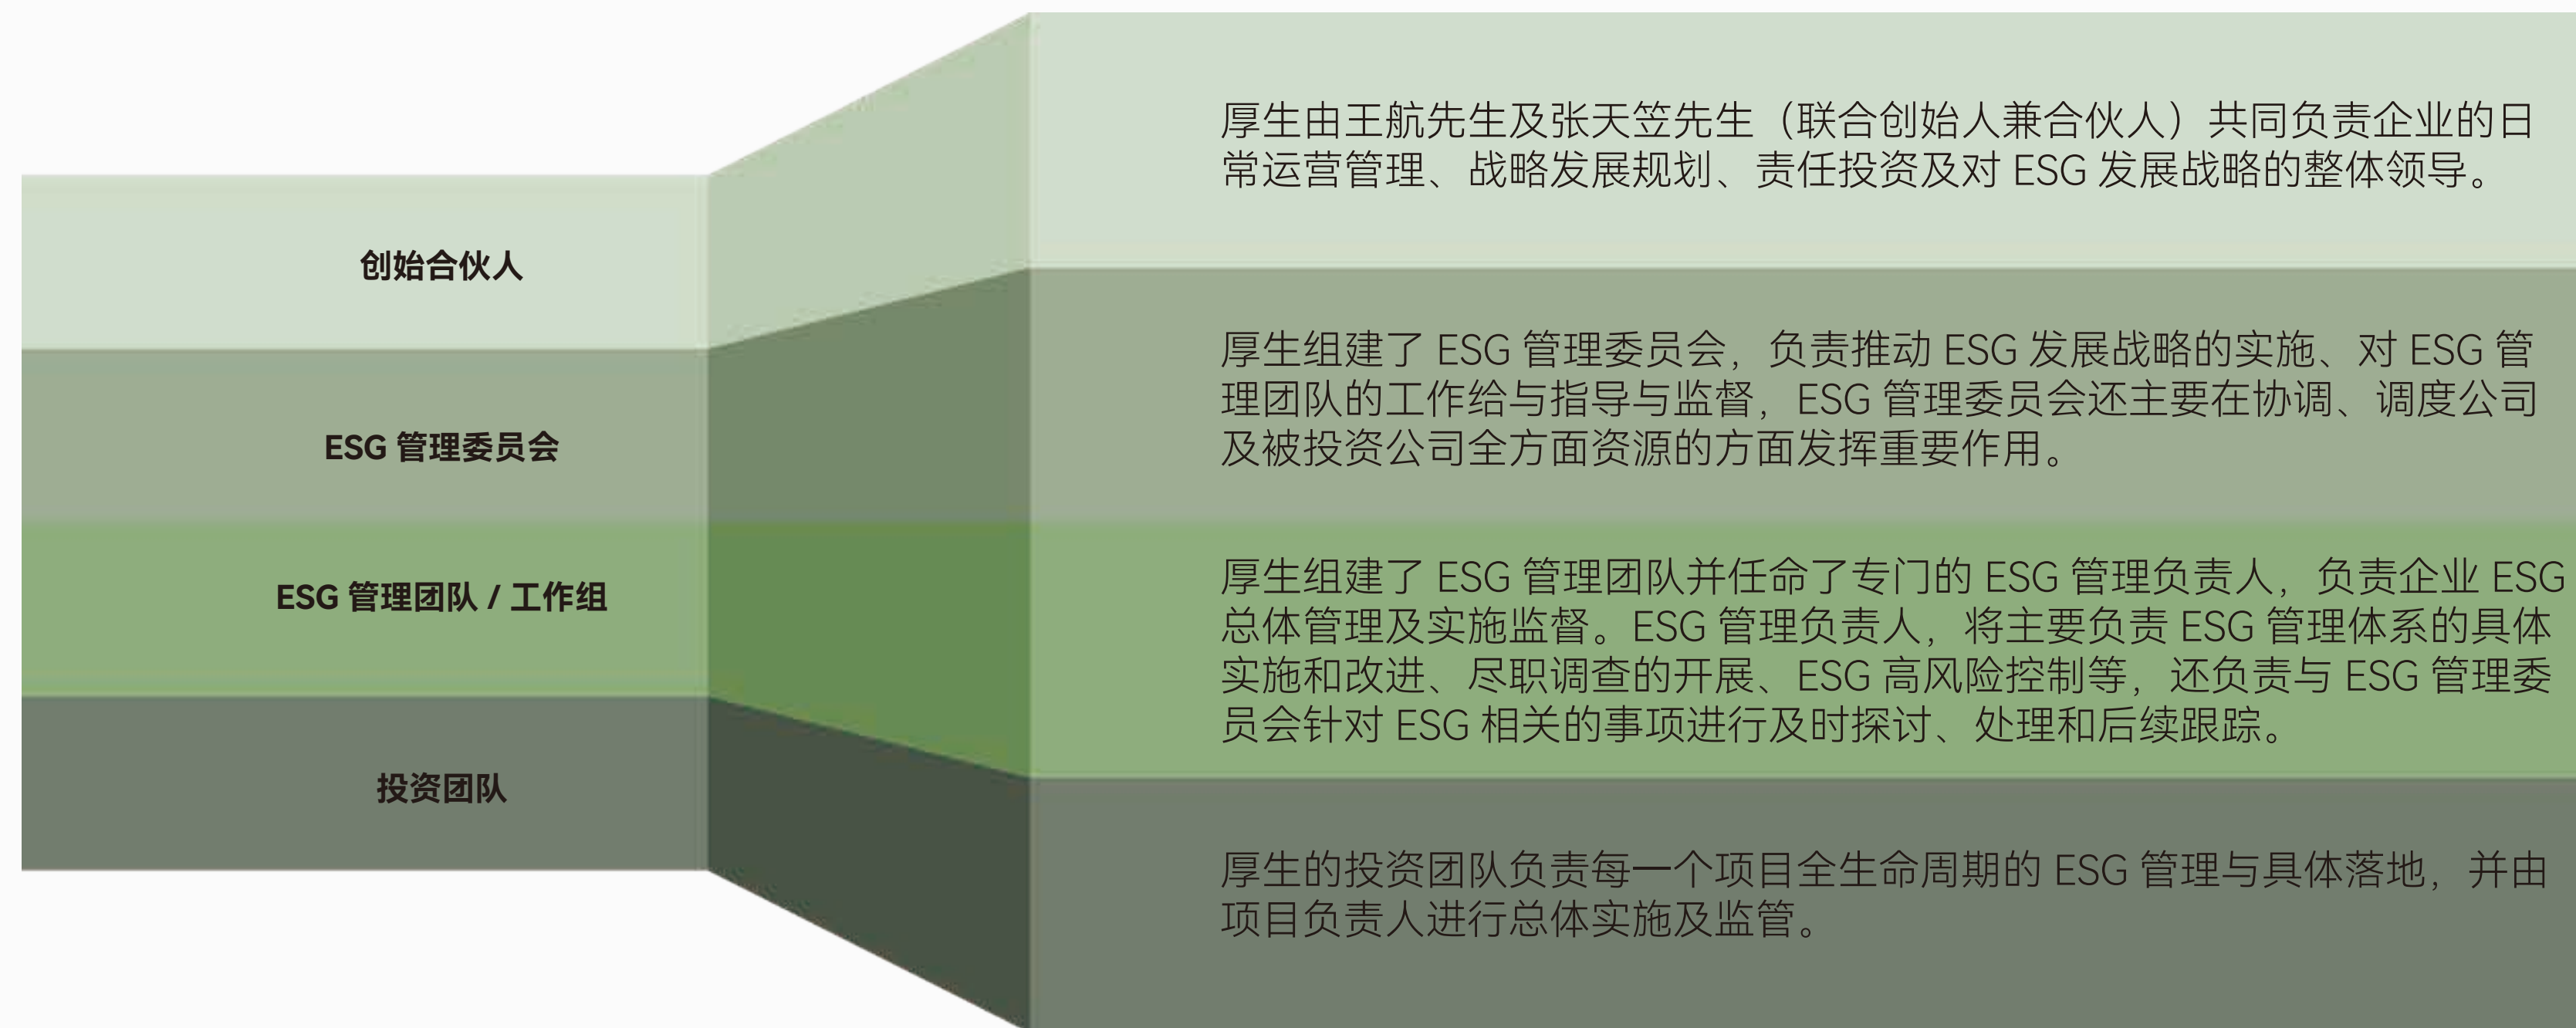 创始合伙人
厚生由王航先生及张天笠先生（联合创始人兼合伙人）共同负责企业的日
常运营管理、战略发展规划、责任投资及对 ESG 发展战略的整体领导。
ESG 管理委员会
厚生组建了 ESG 管理委员会，负责推动 ESG 发展战略的实施、对 ESG 管
理团队的工作给与指导与监督，ESG 管理委员会还主要在协调、调度公司
及被投资公司全方面资源的方面发挥重要作用。
ESG 管理团队 / 工作组
厚生组建了 ESG 管理团队并任命了专门的 ESG 管理负责人，负责企业 ESG
总体管理及实施监督。ESG 管理负责人，将主要负责 ESG 管理体系的具体
实施和改进、尽职调查的开展、ESG 高风险控制等，还负责与 ESG 管理委
员会针对 ESG 相关的事项进行及时探讨、处理和后续跟踪。
投资团队
厚生的投资团队负责每一个项目全生命周期的 ESG 管理与具体落地，并由
项目负责人进行总体实施及监管。